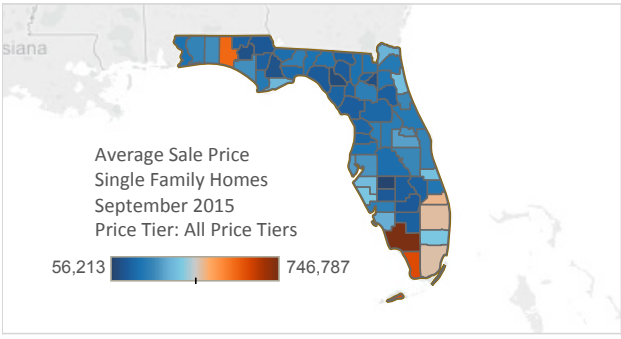 siana
Average Sale Price
Single Family Homes
September 2015
Price Tier: All Price Tiers
56,213
746,787